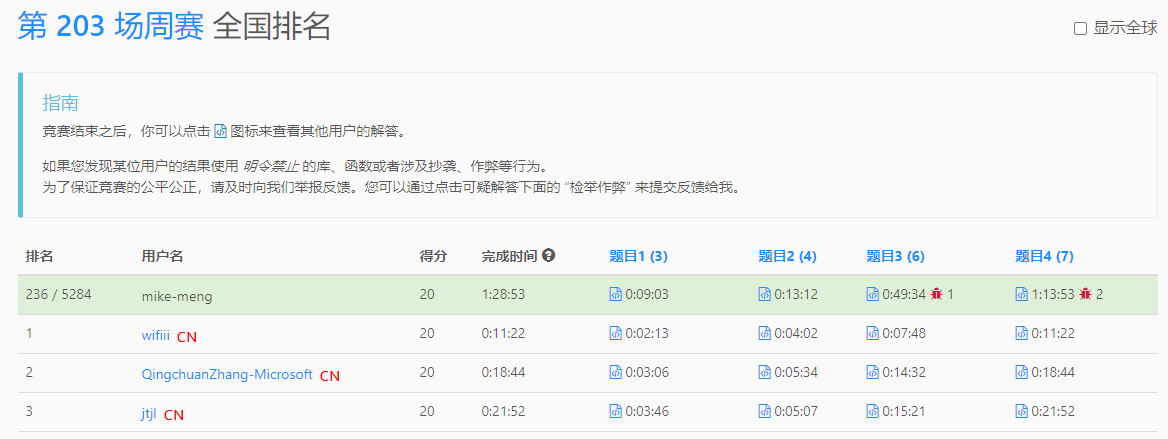 第 203 场周赛 全国排名
显示全球
指南
竞赛结束之后，你可以点击 图标来查看其他用户的解答。
如果您发现某位用户的结果使用 明令禁止 的库、函数或者涉及抄袭、作弊等行为。
为了保证竞赛的公平公正，请及时向我们举报反馈。您可以通过点击可疑解答下面的 “检举作弊” 来提交反馈给我。
排名 用户名 得分 完成时间 ? 题目1 (3) 题目2 (4) 题目3 (6) 题目4 (7)
236 / 5284 mike-meng 20 1:28:53 0:09:03 0:13:12 0:49:34 1 1:13:53 2
1 wifiii CN 20 0:11:22 0:02:13 0:04:02 0:07:48 0:11:22
2 QingchuanZhang-Microsoft CN 20 0:18:44 0:03:06 0:05:34 0:14:32 0:18:44
3 jtjl CN 20 0:21:52 0:03:46 0:05:07 0:15:21 0:21:52